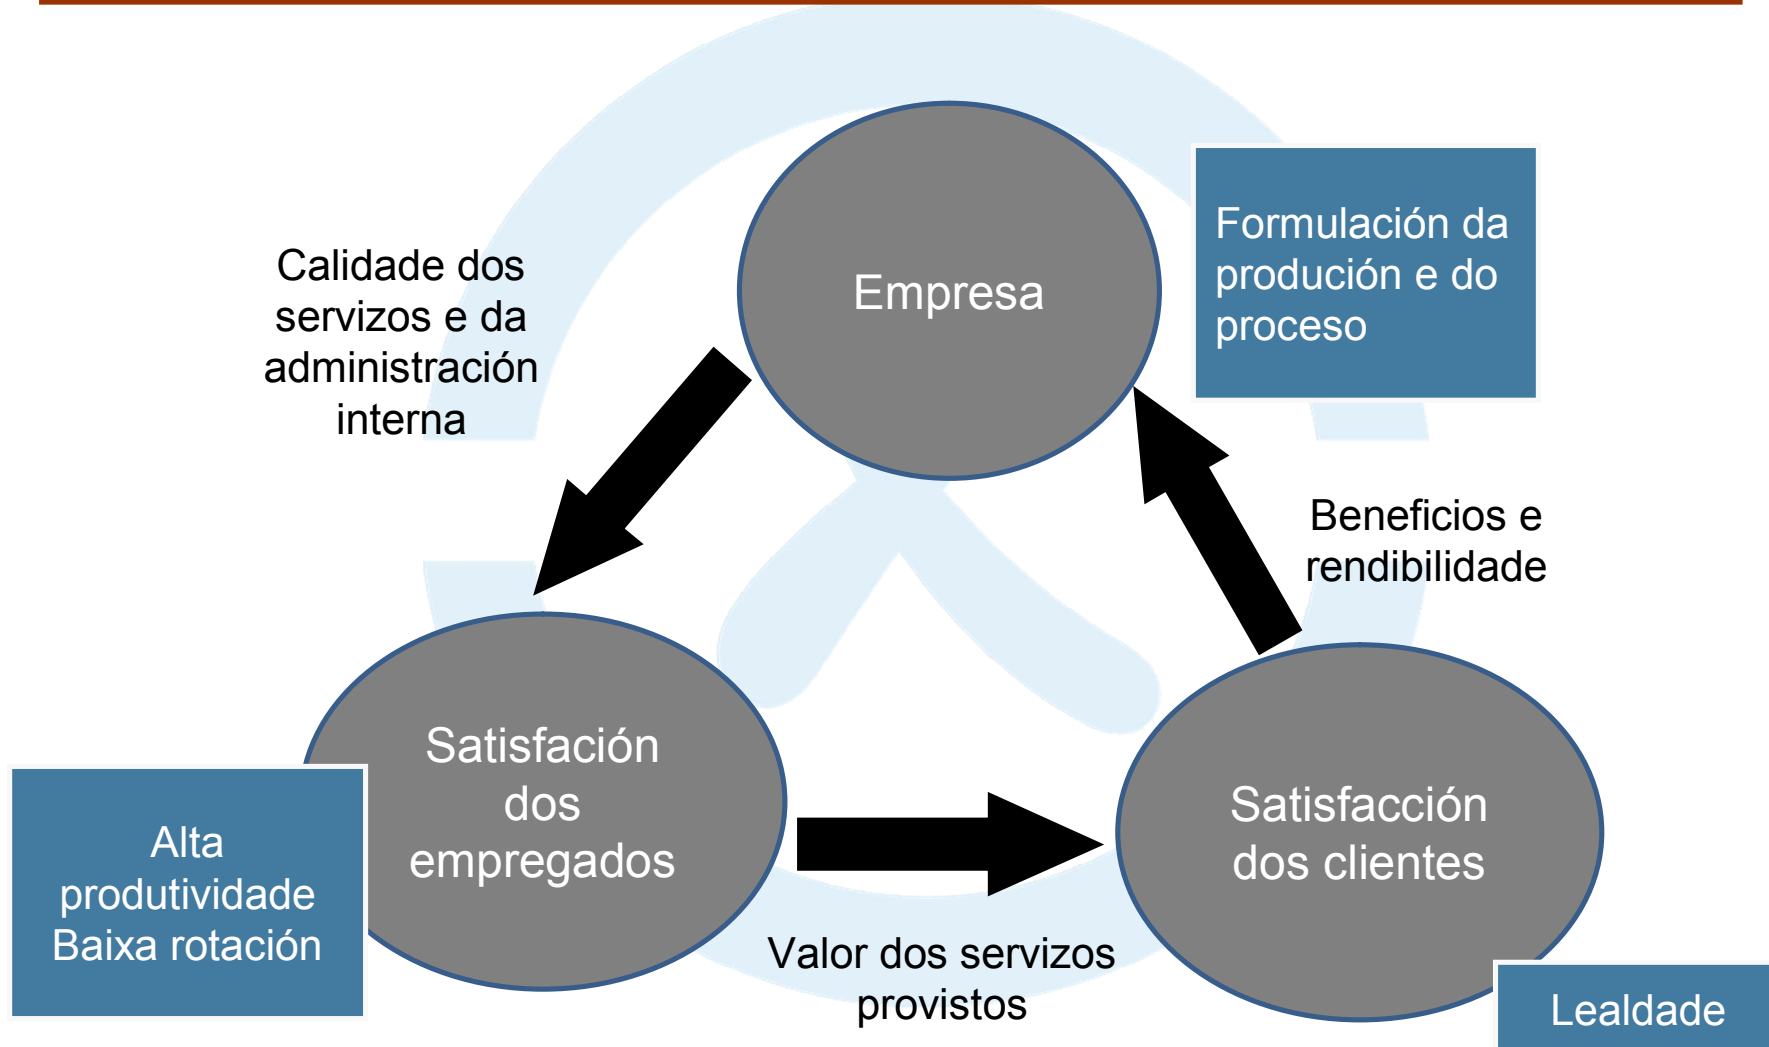 Empresa
Formulación da
produción e do
proceso
Calidade dos
servizos e da
administración
interna
Beneficios e
rendibilidade
Satisfación
dos
empregados
Alta
produtividade
Baixa rotación
Satisfacción
dos clientes
Valor dos servizos
provistos
Lealdade